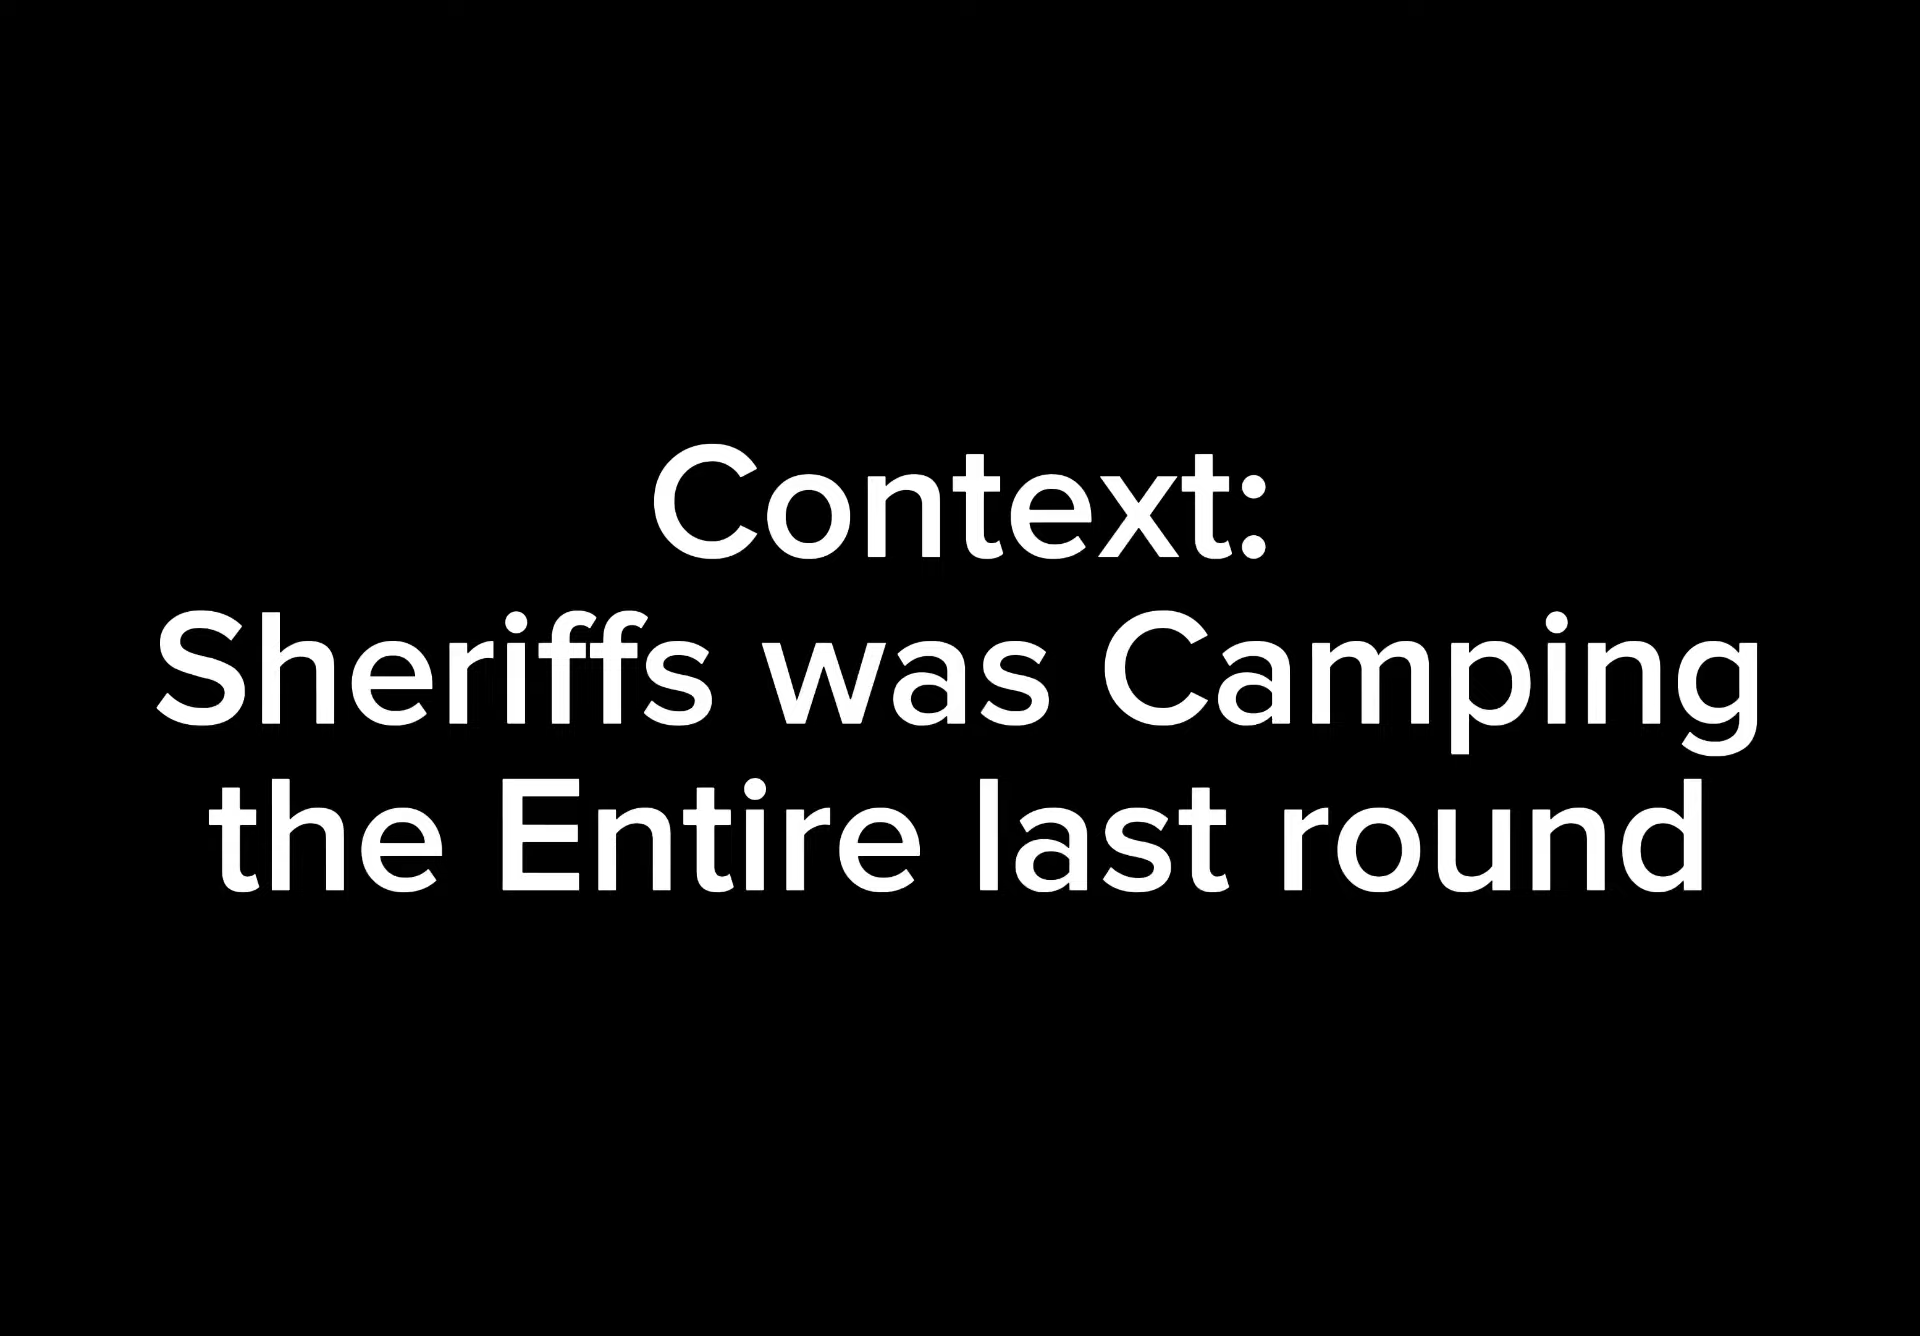 Context:
Sheriffs was Camping
the Entire last round